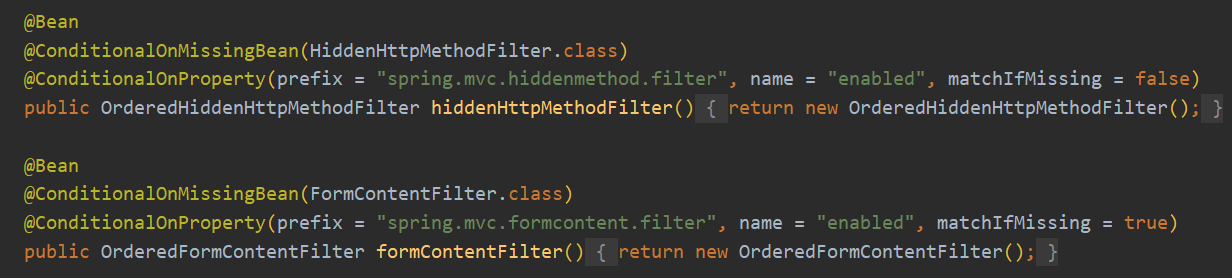 @Bean
@ConditionalOnMissingBean(HiddenHttpMethodFilter.class)
@ConditionalOnProperty(prefix = "spring.mvc.hiddenmethod.filter", name = "enabled", matchIfMissing = false)
public OrderedHiddenHttpMethodFilter hiddenHttpMethodFilter() { return new OrderedHiddenHttpMethodFilter(); }
@Bean
@ConditionalOnMissingBean(FormContentFilter.class)
@ConditionalOnProperty(prefix = "spring.mvc.formcontent.filter", name = "enabled", matchIfMissing = true)
public OrderedFormContentFilter formContentFilter() { return new OrderedFormContentFilter(); }